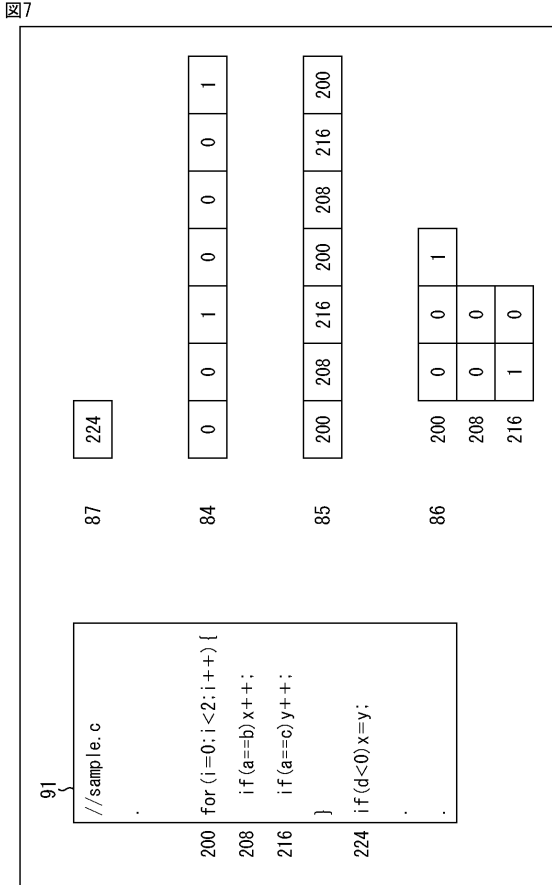 図7
91
//sample.c
.
200 for(i=0;i<2;i++){
208 if(a==b)x++;
216 if(a==c)y++;
}
224 if(d<0)x=y;
.
.
87 224
84 0 0 1 0 0 0 1
85 200 208 216 200 208 216 200
86
200 0 0 1
208 0 0
216 1 0